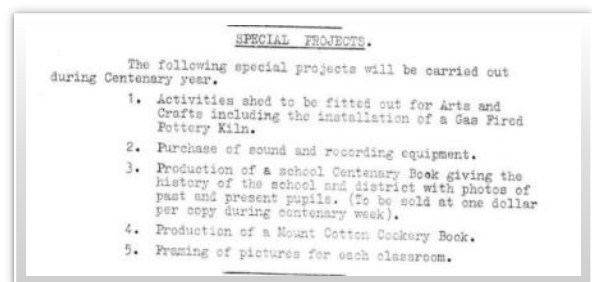 SPECIAL PROJECTS.
The following special projects will be carried out
during Centenary year.
1. Activities shed to be fitted out for Arts and
Crafts including the installation of a Gas Fired
Pottery Kiln.
2. Purchase of sound and recording equipment.
3. Production of a school Centenary Book giving the
history of the school and district with photos of
past and present pupils. (To be sold at one dollar
per copy during centenary week).
4. Production of a Mount Cotton Cookery Book.
5. Framing of pictures for each classroom.